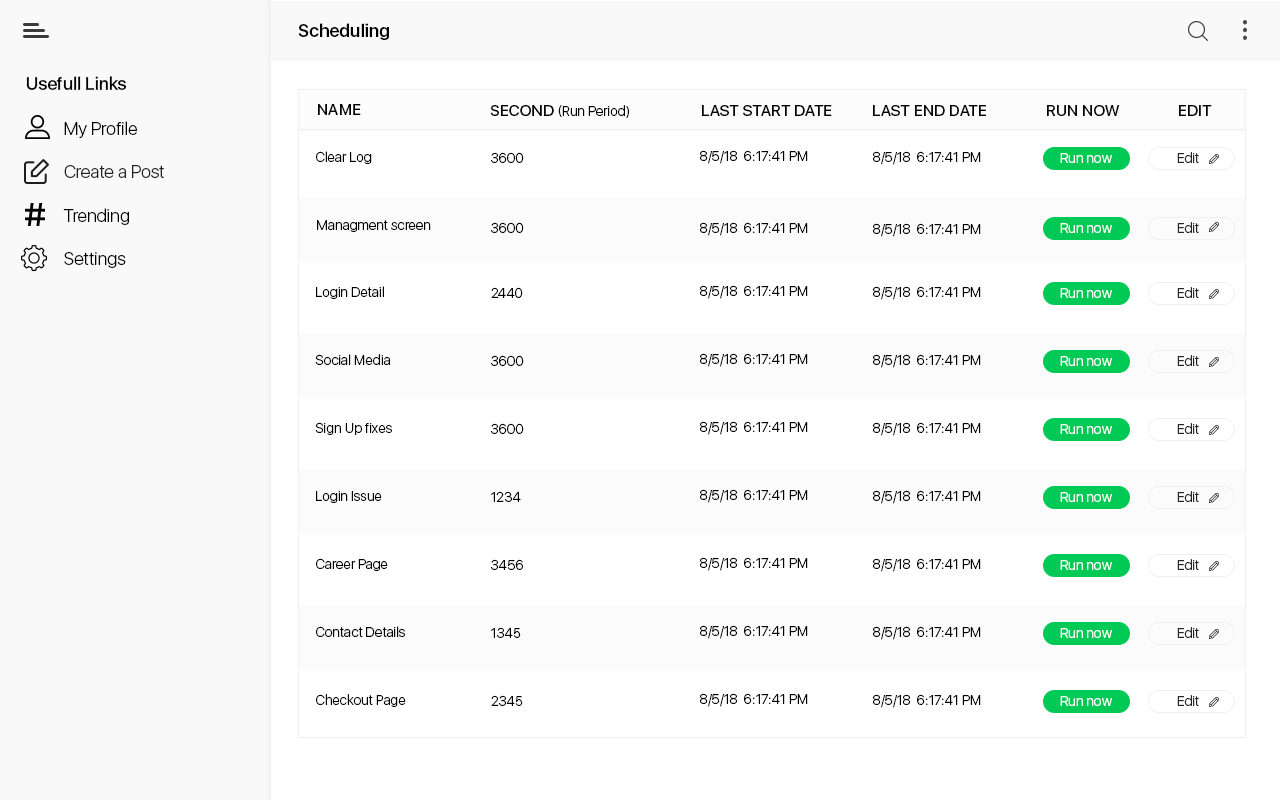 Scheduling
Usefull Links
My Profile
Create a Post
Trending
Settings
NAME SECOND (Run Period) LAST START DATE LAST END DATE RUN NOW EDIT
Clear Log 3600 8/5/18 6:17:41 PM 8/5/18 6:17:41 PM Run now Edit
Managment screen 3600 8/5/18 6:17:41 PM 8/5/18 6:17:41 PM Run now Edit
Login Detail 2440 8/5/18 6:17:41 PM 8/5/18 6:17:41 PM Run now Edit
Social Media 3600 8/5/18 6:17:41 PM 8/5/18 6:17:41 PM Run now Edit
Sign Up fixes 3600 8/5/18 6:17:41 PM 8/5/18 6:17:41 PM Run now Edit
Login Issue 1234 8/5/18 6:17:41 PM 8/5/18 6:17:41 PM Run now Edit
Career Page 3456 8/5/18 6:17:41 PM 8/5/18 6:17:41 PM Run now Edit
Contact Details 1345 8/5/18 6:17:41 PM 8/5/18 6:17:41 PM Run now Edit
Checkout Page 2345 8/5/18 6:17:41 PM 8/5/18 6:17:41 PM Run now Edit